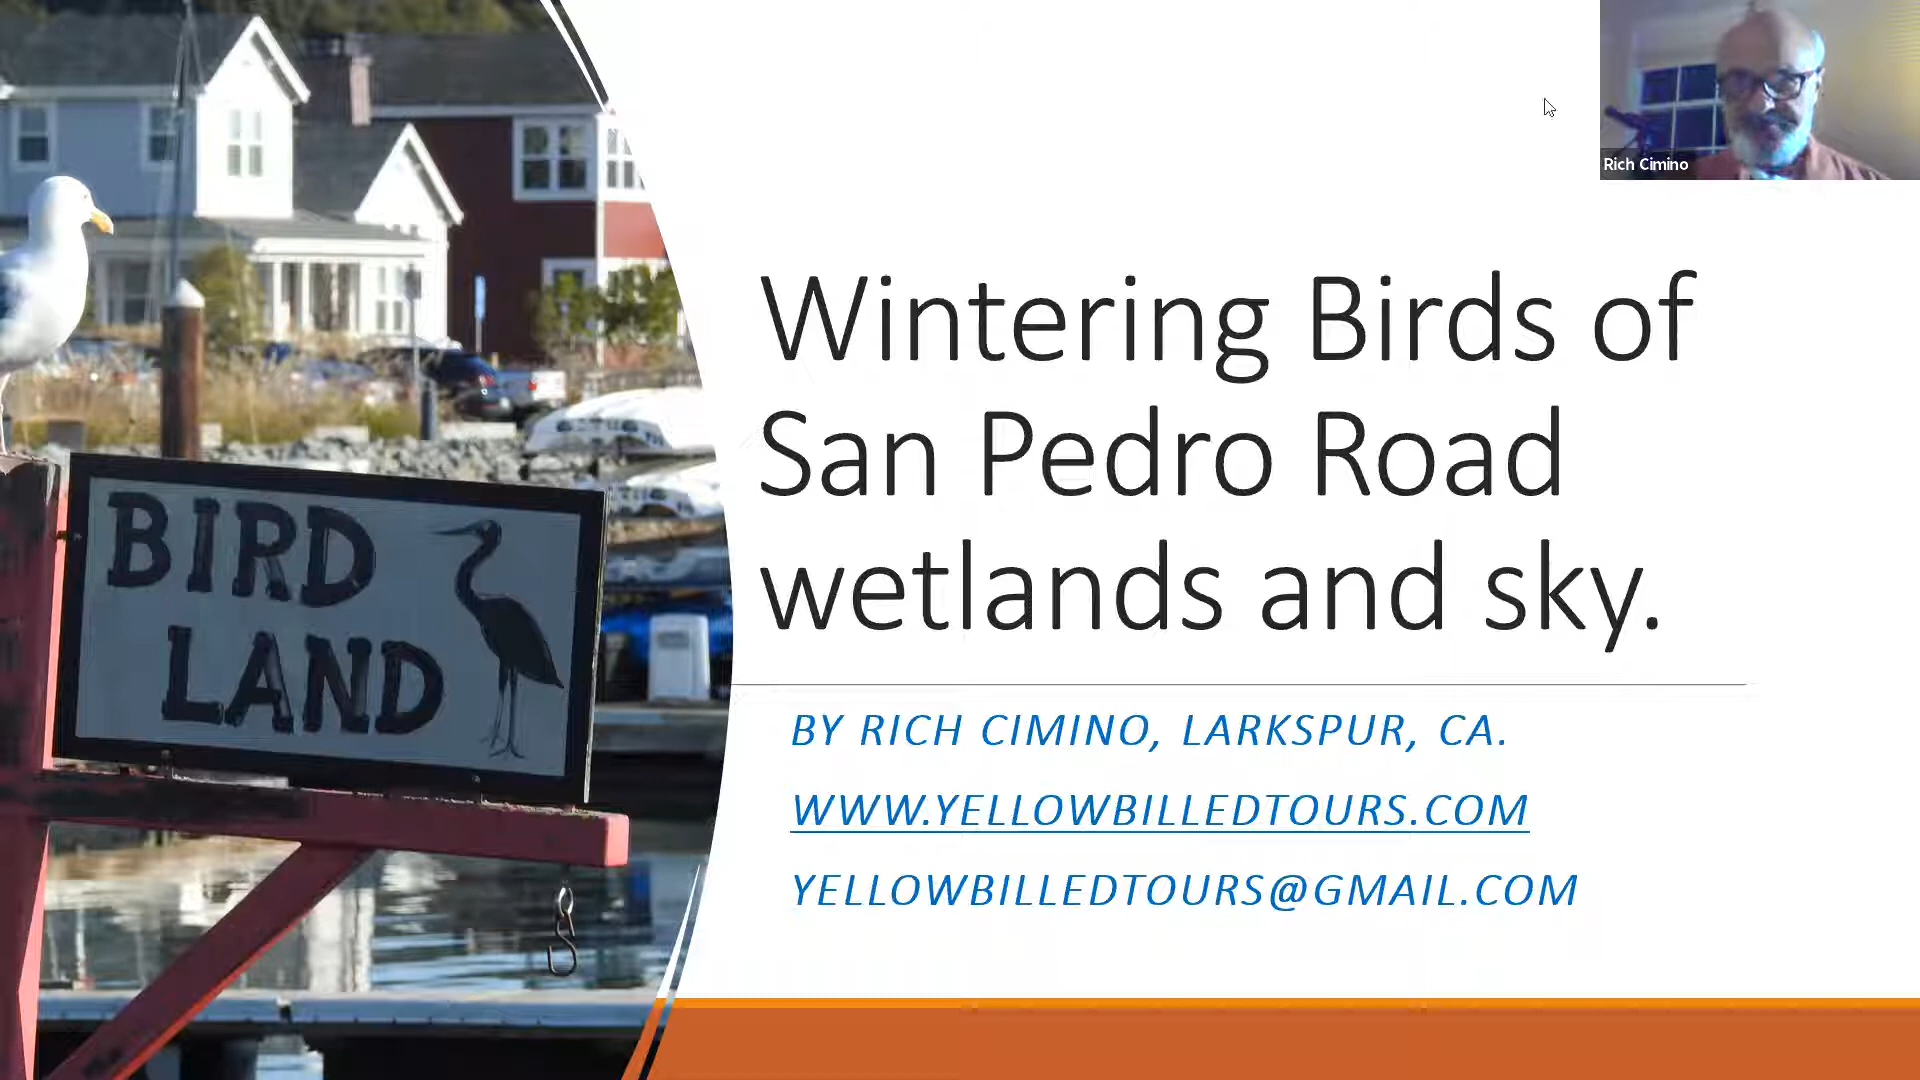 Rich Cimino
Wintering Birds of
San Pedro Road
wetlands and sky.
BY RICH CIMINO, LARKSPUR, CA.
WWW.YELLOWBILLEDTOURS.COM
YELLOWBILLEDTOURS@GMAIL.COM
BIRD
LAND